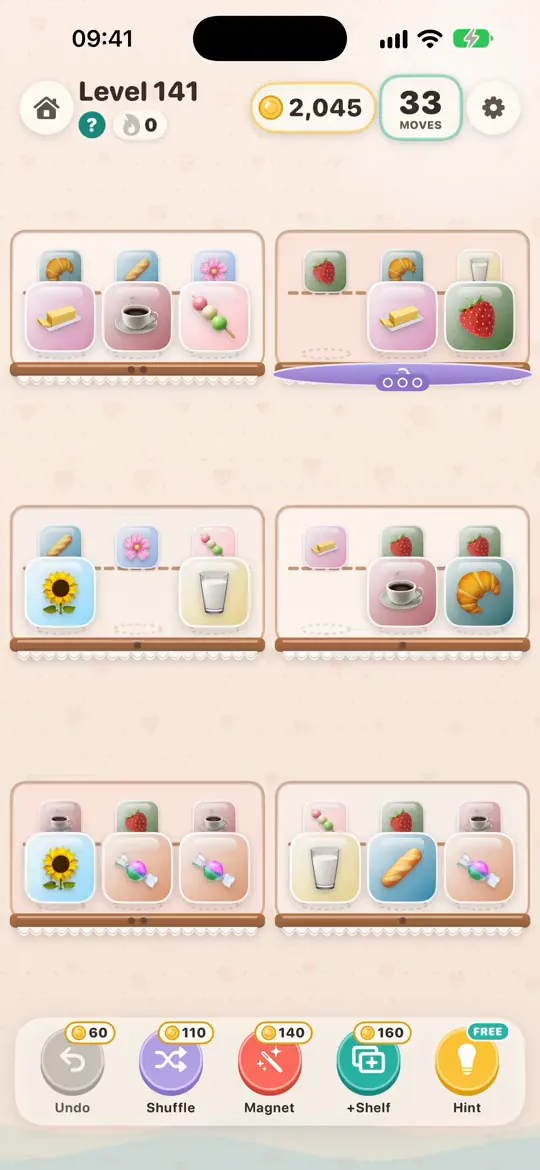 09:41
Level 141
? 0
2,045
33
MOVES
60
110
140
160
FREE
Undo
Shuffle
Magnet
+Shelf
Hint